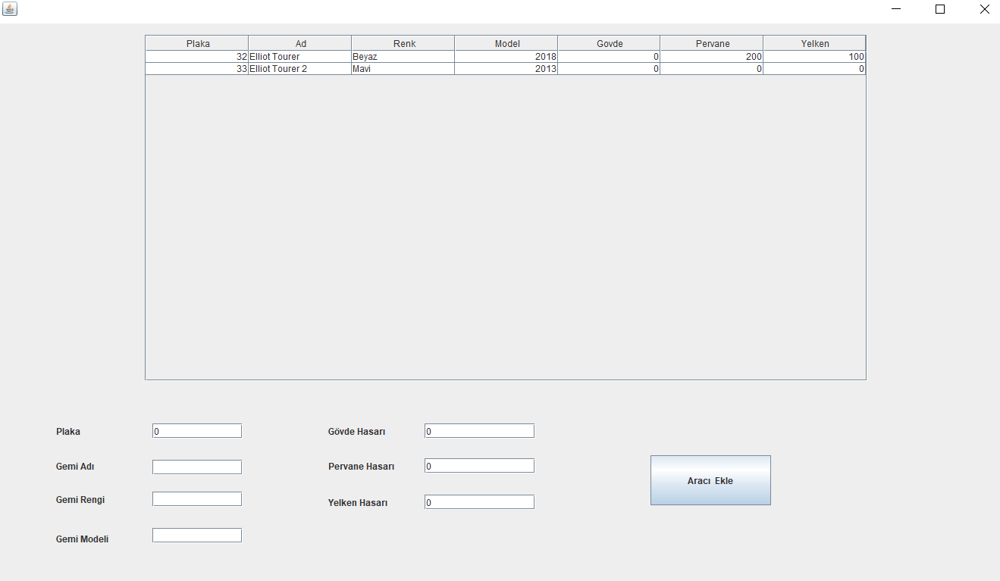 Plaka Ad Renk Model Govde Pervane Yelken
32 Elliot Tourer Beyaz 2018 0 200 100
33 Elliot Tourer 2 Mavi 2013 0 0 0
Plaka 0 Gövde Hasarı 0
Gemi Adı Pervane Hasarı 0
Aracı Ekle
Gemi Rengi Yelken Hasarı 0
Gemi Modeli